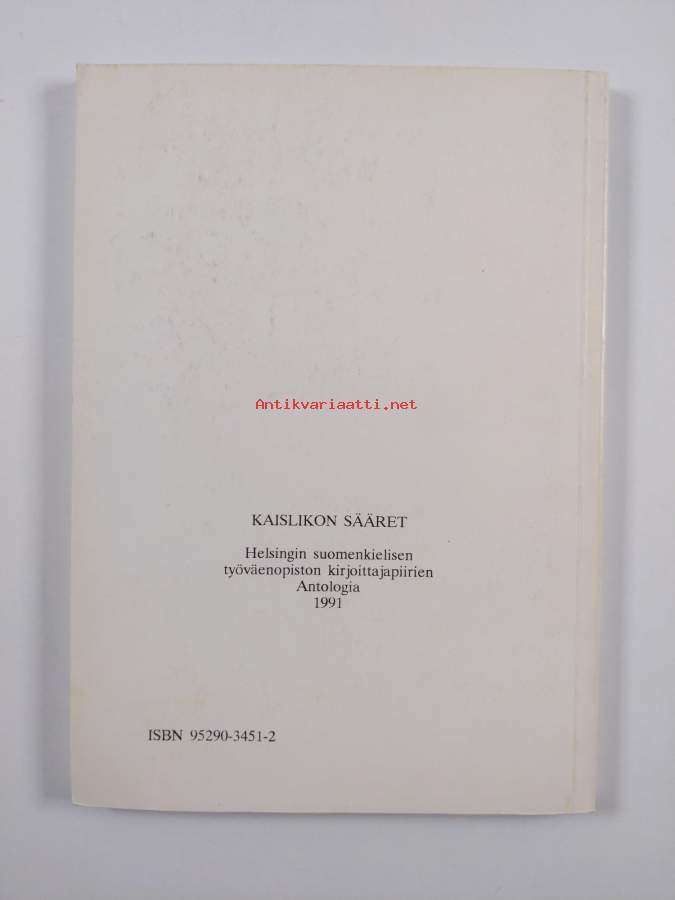 Antikvariaatti.net
KAISLIKON SÄÄRET
Helsingin suomenkielisen
työväenopiston kirjoittajapiirien
Antologia
1991
ISBN 95290-3451-2